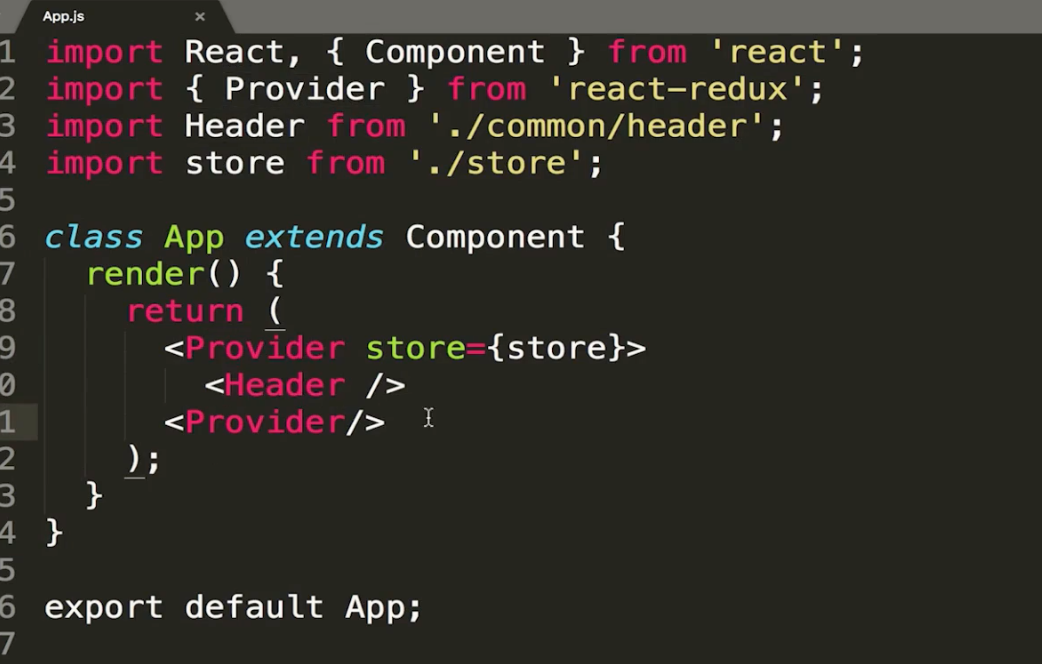 App.js ×
1 import React, { Component } from 'react';
2 import { Provider } from 'react-redux';
3 import Header from './common/header';
4 import store from './store';
5
6 class App extends Component {
7   render() {
8     return (
9       <Provider store={store}>
0         <Header />
1       <Provider/>
2     );
3   }
4 }
5
6 export default App;
7